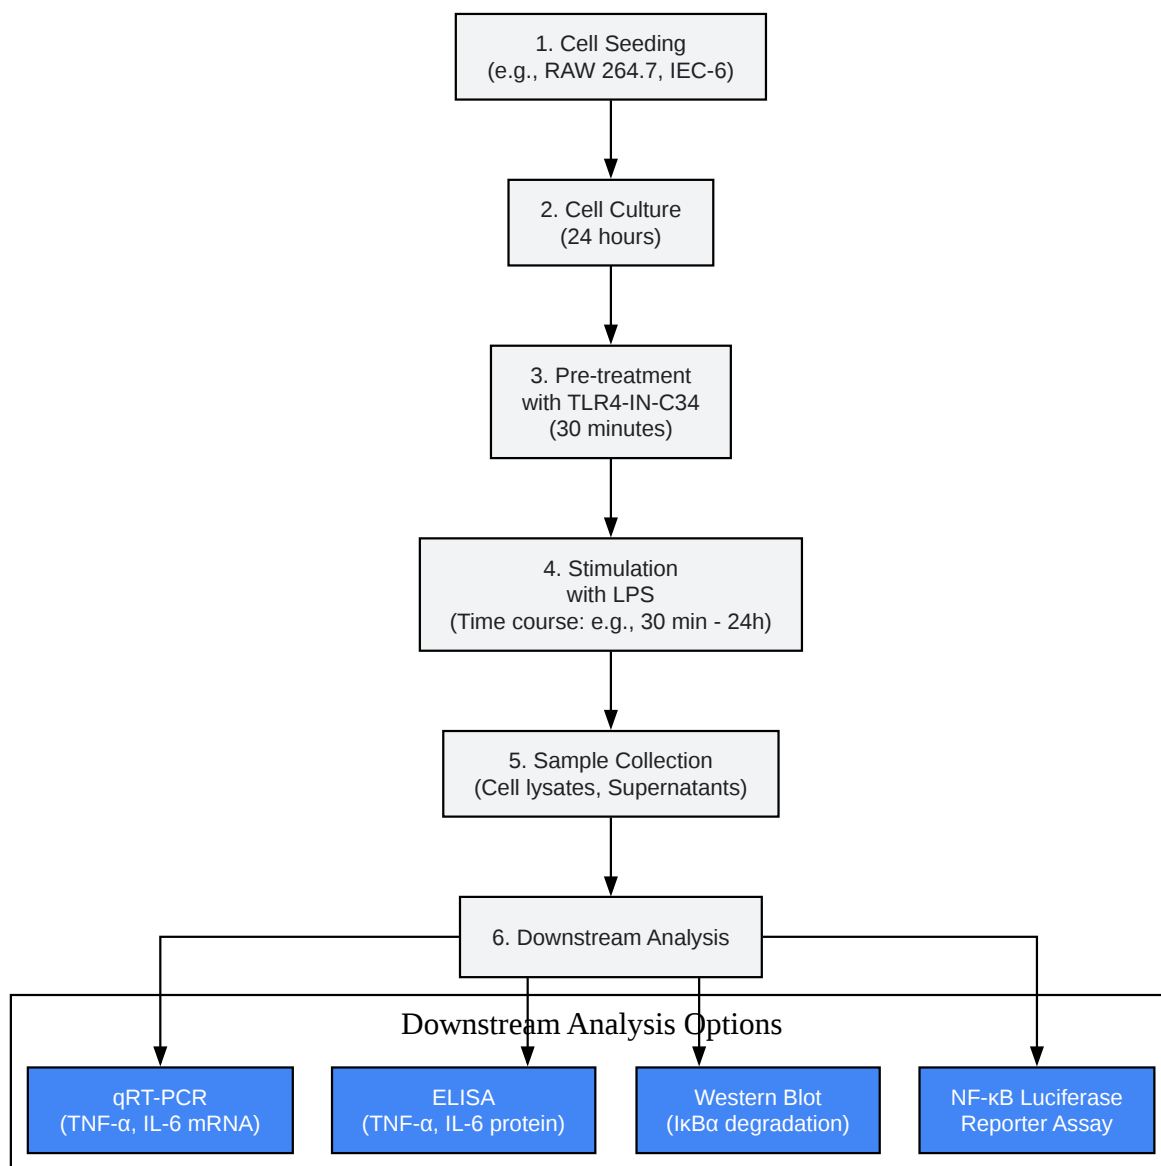 1. Cell Seeding
(e.g., RAW 264.7, IEC-6)
2. Cell Culture
(24 hours)
3. Pre-treatment
with TLR4-IN-C34
(30 minutes)
4. Stimulation
with LPS
(Time course: e.g., 30 min - 24h)
5. Sample Collection
(Cell lysates, Supernatants)
6. Downstream Analysis
Downstream Analysis Options
qRT-PCR
(TNF-α, IL-6 mRNA)
ELISA
(TNF-α, IL-6 protein)
Western Blot
(IκBα degradation)
NF-κB Luciferase
Reporter Assay